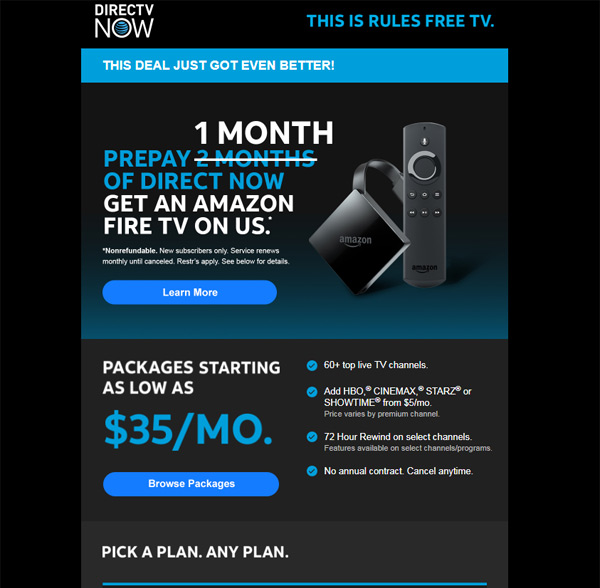 DIRECTV
NOW
THIS IS RULES FREE TV.
THIS DEAL JUST GOT EVEN BETTER!
1 MONTH
PREPAY 2 MONTHS
OF DIRECT NOW
GET AN AMAZON
FIRE TV ON US.*
*Nonrefundable. New subscribers only. Service renews
monthly until canceled. Restr's apply. See below for details.
Learn More
amazon
amazon
PACKAGES STARTING
AS LOW AS
$35/MO.
Browse Packages
60+ top live TV channels.
Add HBO,® CINEMAX,® STARZ® or
SHOWTIME® from $5/mo.
Price varies by premium channel.
72 Hour Rewind on select channels.
Features available on select channels/programs.
No annual contract. Cancel anytime.
PICK A PLAN. ANY PLAN.